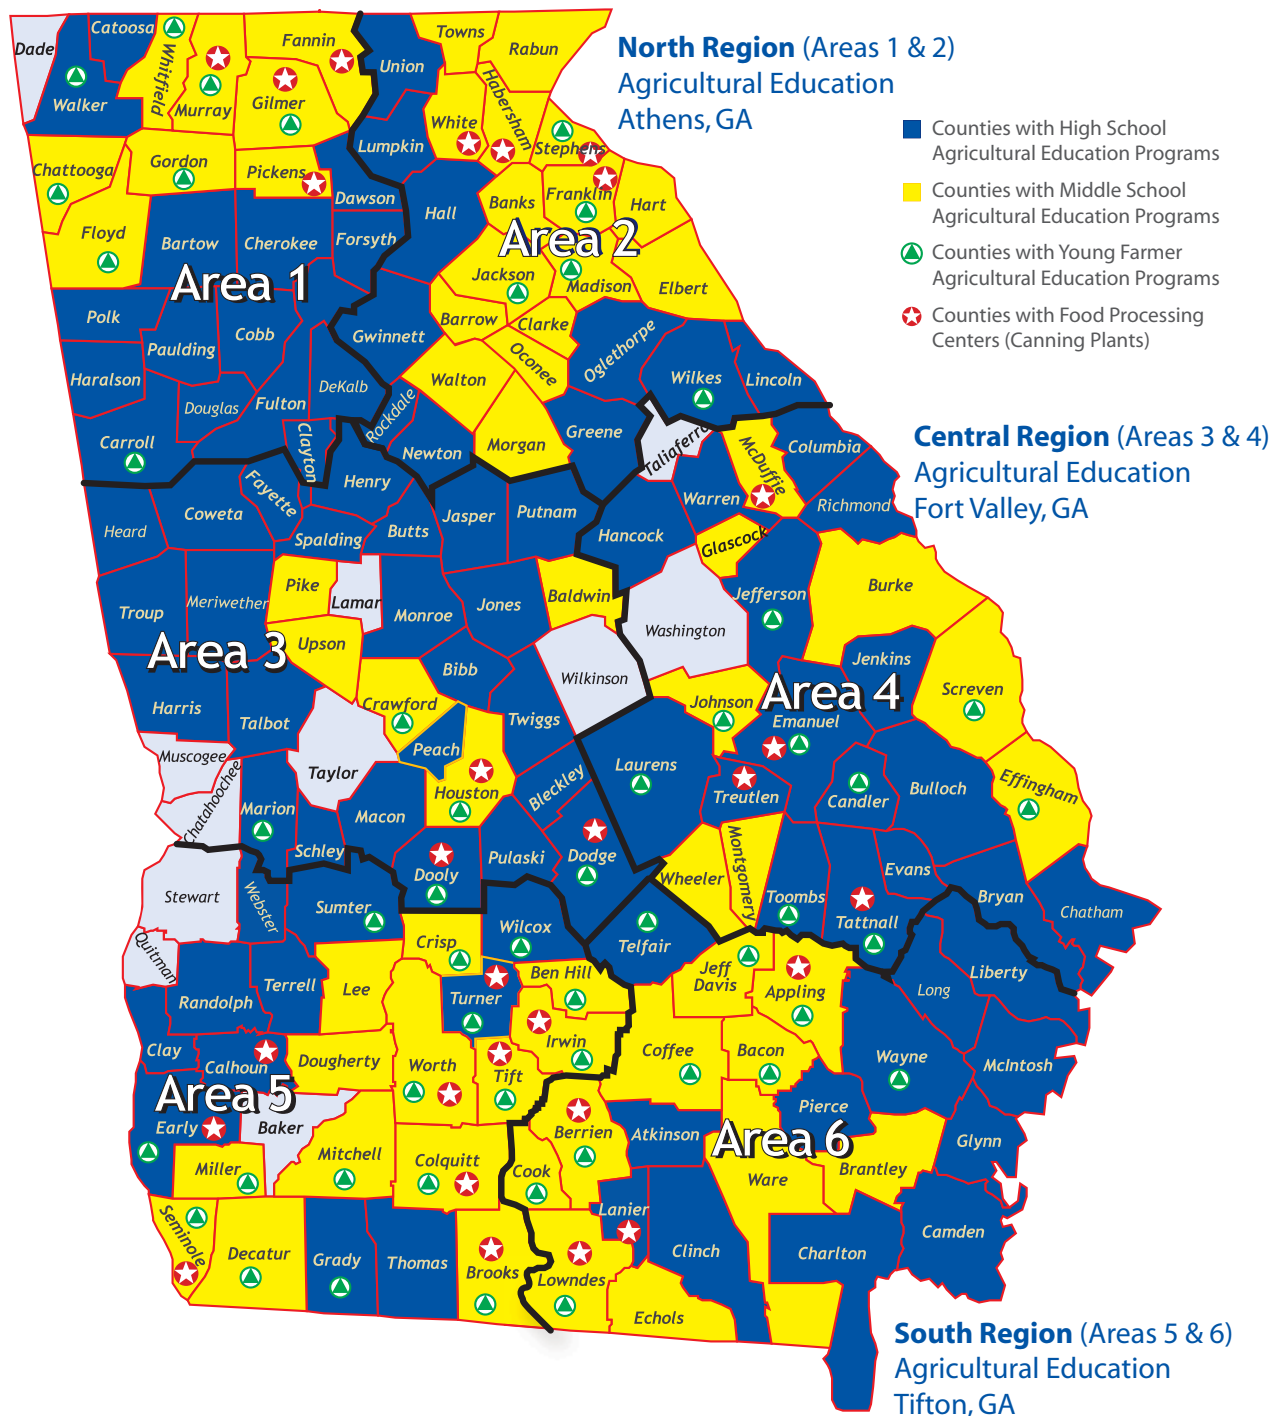 North Region (Areas 1 & 2)
Agricultural Education
Athens, GA
Counties with High School
Agricultural Education Programs
Counties with Middle School
Agricultural Education Programs
Counties with Young Farmer
Agricultural Education Programs
Counties with Food Processing
Centers (Canning Plants)
Central Region (Areas 3 & 4)
Agricultural Education
Fort Valley, GA
South Region (Areas 5 & 6)
Agricultural Education
Tifton, GA
Area 1
Dade
Catoosa
Walker
Whitfield
Murray
Fannin
Gilmer
Chattooga
Gordon
Pickens
Dawson
Floyd
Bartow
Cherokee
Forsyth
Polk
Paulding
Cobb
Haralson
Douglas
Fulton
DeKalb
Carroll
Clayton
Area 2
Union
Towns
Rabun
Lumpkin
White
Habersham
Stephens
Hall
Banks
Franklin
Hart
Jackson
Madison
Elbert
Gwinnett
Barrow
Clarke
Oconee
Oglethorpe
Walton
Wilkes
Lincoln
Rockdale
Newton
Morgan
Greene
Area 3
Heard
Coweta
Fayette
Henry
Spalding
Butts
Jasper
Putnam
Troup
Meriwether
Pike
Lamar
Monroe
Jones
Baldwin
Upson
Bibb
Wilkinson
Harris
Talbot
Crawford
Twiggs
Muscogee
Taylor
Peach
Chatahoochee
Marion
Macon
Houston
Bleckley
Schley
Dooly
Pulaski
Dodge
Area 4
Taliaferro
McDuffie
Columbia
Warren
Richmond
Hancock
Glascock
Jefferson
Burke
Washington
Jenkins
Johnson
Screven
Emanuel
Laurens
Treutlen
Candler
Bulloch
Effingham
Wheeler
Montgomery
Toombs
Tattnall
Evans
Bryan
Chatham
Area 5
Stewart
Webster
Sumter
Quitman
Crisp
Wilcox
Randolph
Terrell
Lee
Turner
Ben Hill
Clay
Calhoun
Dougherty
Worth
Irwin
Tift
Early
Baker
Miller
Mitchell
Colquitt
Seminole
Decatur
Grady
Thomas
Brooks
Area 6
Telfair
Jeff
Davis
Appling
Long
Liberty
Coffee
Bacon
Wayne
McIntosh
Pierce
Berrien
Atkinson
Glynn
Cook
Ware
Brantley
Lanier
Clinch
Charlton
Camden
Lowndes
Echols